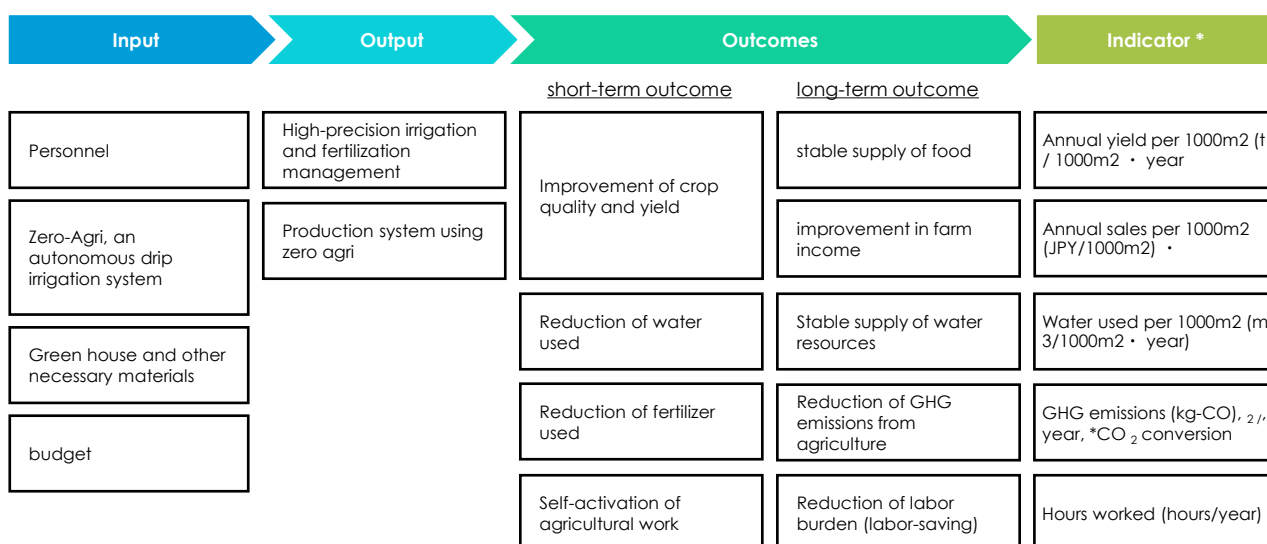 Input
Output
Outcomes
Indicator *
short-term outcome
long-term outcome
Personnel
Zero-Agri, an
autonomous drip
irrigation system
Green house and other
necessary materials
budget
High-precision irrigation
and fertilization
management
Production system using
zero agri
Improvement of crop
quality and yield
Reduction of water
used
Reduction of fertilizer
used
Self-activation of
agricultural work
stable supply of food
improvement in farm
income
Stable supply of water
resources
Reduction of GHG
emissions from
agriculture
Reduction of labor
burden (labor-saving)
Annual yield per 1000m2 (t
/ 1000m2 ・ year
Annual sales per 1000m2
(JPY/1000m2) ・
Water used per 1000m2 (m
3/1000m2・ year)
GHG emissions (kg-CO), 2 /,
year, *CO 2 conversion
Hours worked (hours/year)